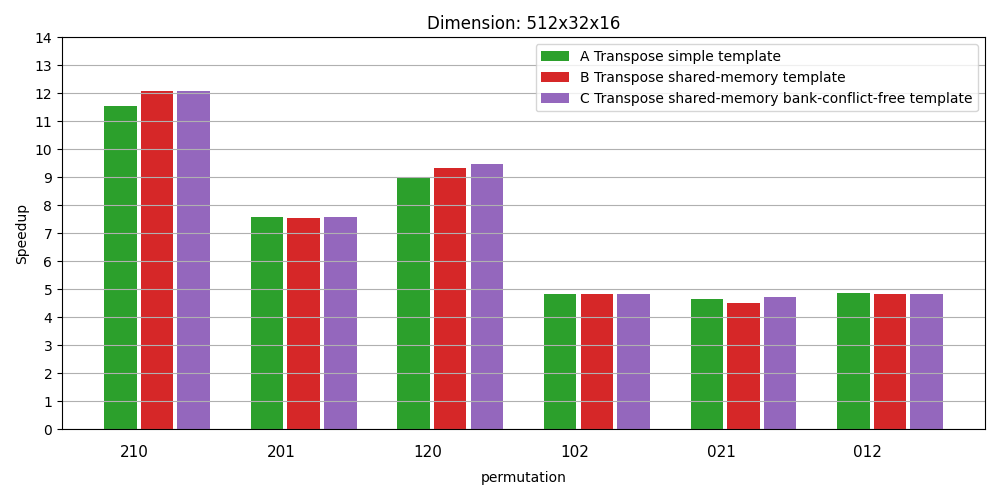 Dimension: 512x32x16
A Transpose simple template
B Transpose shared-memory template
C Transpose shared-memory bank-conflict-free template
Speedup
14
13
12
11
10
9
8
7
6
5
4
3
2
1
0
210 201 120 102 021 012
permutation